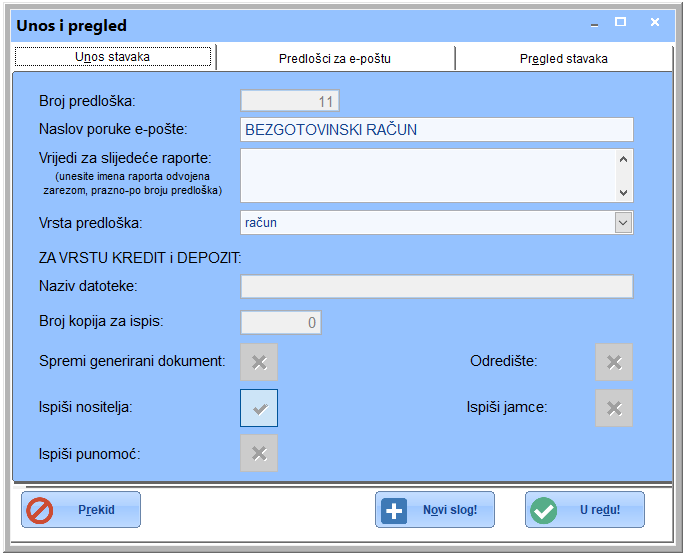 Unos i pregled
Unos stavaka
Predlošci za e-poštu
Pregled stavaka
Broj predloška:
11
Naslov poruke e-pošte:
BEZGOTOVINSKI RAČUN
Vrijedi za slijedeće raporte:
(unesite imena raporta odvojena
zarezom, prazno-po broju predloška)
Vrsta predloška:
račun
ZA VRSTU KREDIT i DEPOZIT:
Naziv datoteke:
Broj kopija za ispis:
0
Spremi generirani dokument:
Odredište:
Ispiši nositelja:
Ispiši jamce:
Ispiši punomoć:
Prekid
Novi slog!
U redu!